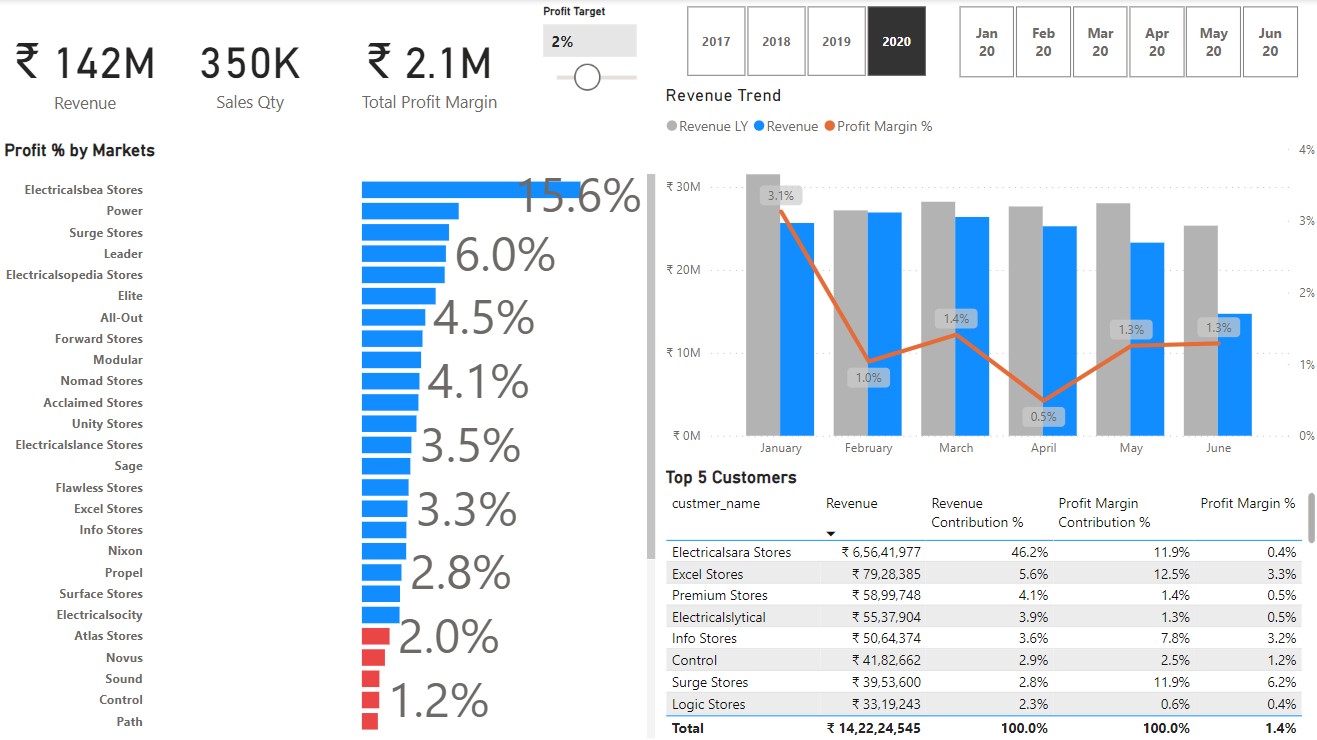 ₹ 142M
Revenue
350K
Sales Qty
₹ 2.1M
Total Profit Margin
Profit Target
2%
2017
2018
2019
2020
Jan 20
Feb 20
Mar 20
Apr 20
May 20
Jun 20
Profit % by Markets
Electricalsbea Stores
15.6%
Power
Surge Stores
Leader
6.0%
Electricalsopedia Stores
Elite
All-Out
4.5%
Forward Stores
Modular
Nomad Stores
4.1%
Acclaimed Stores
Unity Stores
Electricalslance Stores
3.5%
Sage
Flawless Stores
Excel Stores
3.3%
Info Stores
Nixon
Propel
2.8%
Surface Stores
Electricalsocity
Atlas Stores
2.0%
Novus
Sound
Control
1.2%
Path
Revenue Trend
Revenue LY Revenue Profit Margin %
4%
₹ 30M
3.1%
3%
₹ 20M
2%
1.4%
1.3%
1.3%
₹ 10M
1%
1.0%
0.5%
₹ 0M
0%
January February March April May June
Top 5 Customers
custmer_name Revenue Revenue Contribution % Profit Margin Contribution % Profit Margin %
Electricalsara Stores ₹ 6,56,41,977 46.2% 11.9% 0.4%
Excel Stores ₹ 79,28,385 5.6% 12.5% 3.3%
Premium Stores ₹ 58,99,748 4.1% 1.4% 0.5%
Electricalslytical ₹ 55,37,904 3.9% 1.3% 0.5%
Info Stores ₹ 50,64,374 3.6% 7.8% 3.2%
Control ₹ 41,82,662 2.9% 2.5% 1.2%
Surge Stores ₹ 39,53,600 2.8% 11.9% 6.2%
Logic Stores ₹ 33,19,243 2.3% 0.6% 0.4%
Total ₹ 14,22,24,545 100.0% 100.0% 1.4%